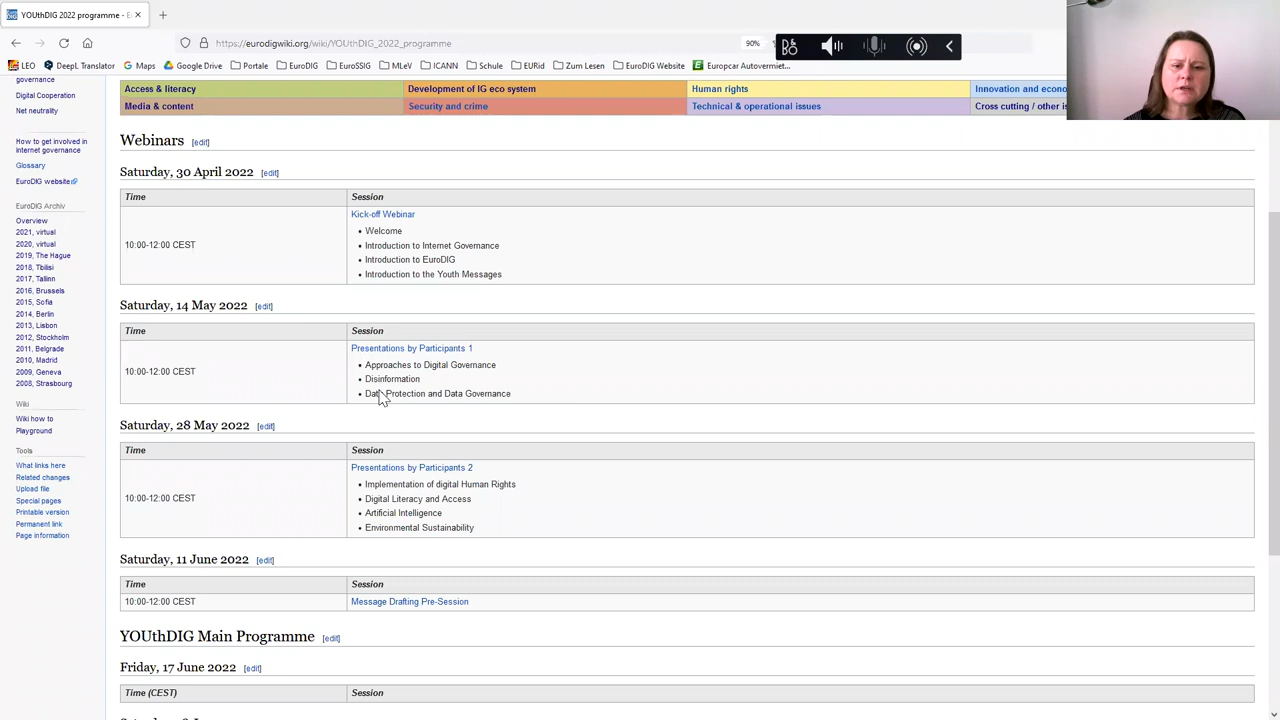 YOUthDIG 2022 programme - E
https://eurodigwiki.org/wiki/YOUthDIG_2022_programme
90%
LEO DeepL Translator Maps Google Drive Portale EuroDIG EuroSSIG MLeV ICANN Schule EURid Zum Lesen EuroDIG Website Europcar Autovermiet...
governance
Digital Cooperation
Net neutrality
How to get involved in
internet governance
Glossary
EuroDIG website
EuroDIG Archiv
Overview
2021, virtual
2020, virtual
2019, The Hague
2018, Tbilisi
2017, Tallinn
2016, Brussels
2015, Sofia
2014, Berlin
2013, Lisbon
2012, Stockholm
2011, Belgrade
2010, Madrid
2009, Geneva
2008, Strasbourg
Wiki
Wiki how to
Playground
Tools
What links here
Related changes
Upload file
Special pages
Printable version
Permanent link
Page information
Access & literacy Development of IG eco system Human rights Innovation and econo
Media & content Security and crime Technical & operational issues Cross cutting / other is
Webinars [edit]
Saturday, 30 April 2022 [edit]
Time Session
10:00-12:00 CEST
Kick-off Webinar
• Welcome
• Introduction to Internet Governance
• Introduction to EuroDIG
• Introduction to the Youth Messages
Saturday, 14 May 2022 [edit]
Time Session
10:00-12:00 CEST
Presentations by Participants 1
• Approaches to Digital Governance
• Disinformation
• Data Protection and Data Governance
Saturday, 28 May 2022 [edit]
Time Session
10:00-12:00 CEST
Presentations by Participants 2
• Implementation of digital Human Rights
• Digital Literacy and Access
• Artificial Intelligence
• Environmental Sustainability
Saturday, 11 June 2022 [edit]
Time Session
10:00-12:00 CEST Message Drafting Pre-Session
YOUthDIG Main Programme [edit]
Friday, 17 June 2022 [edit]
Time (CEST) Session